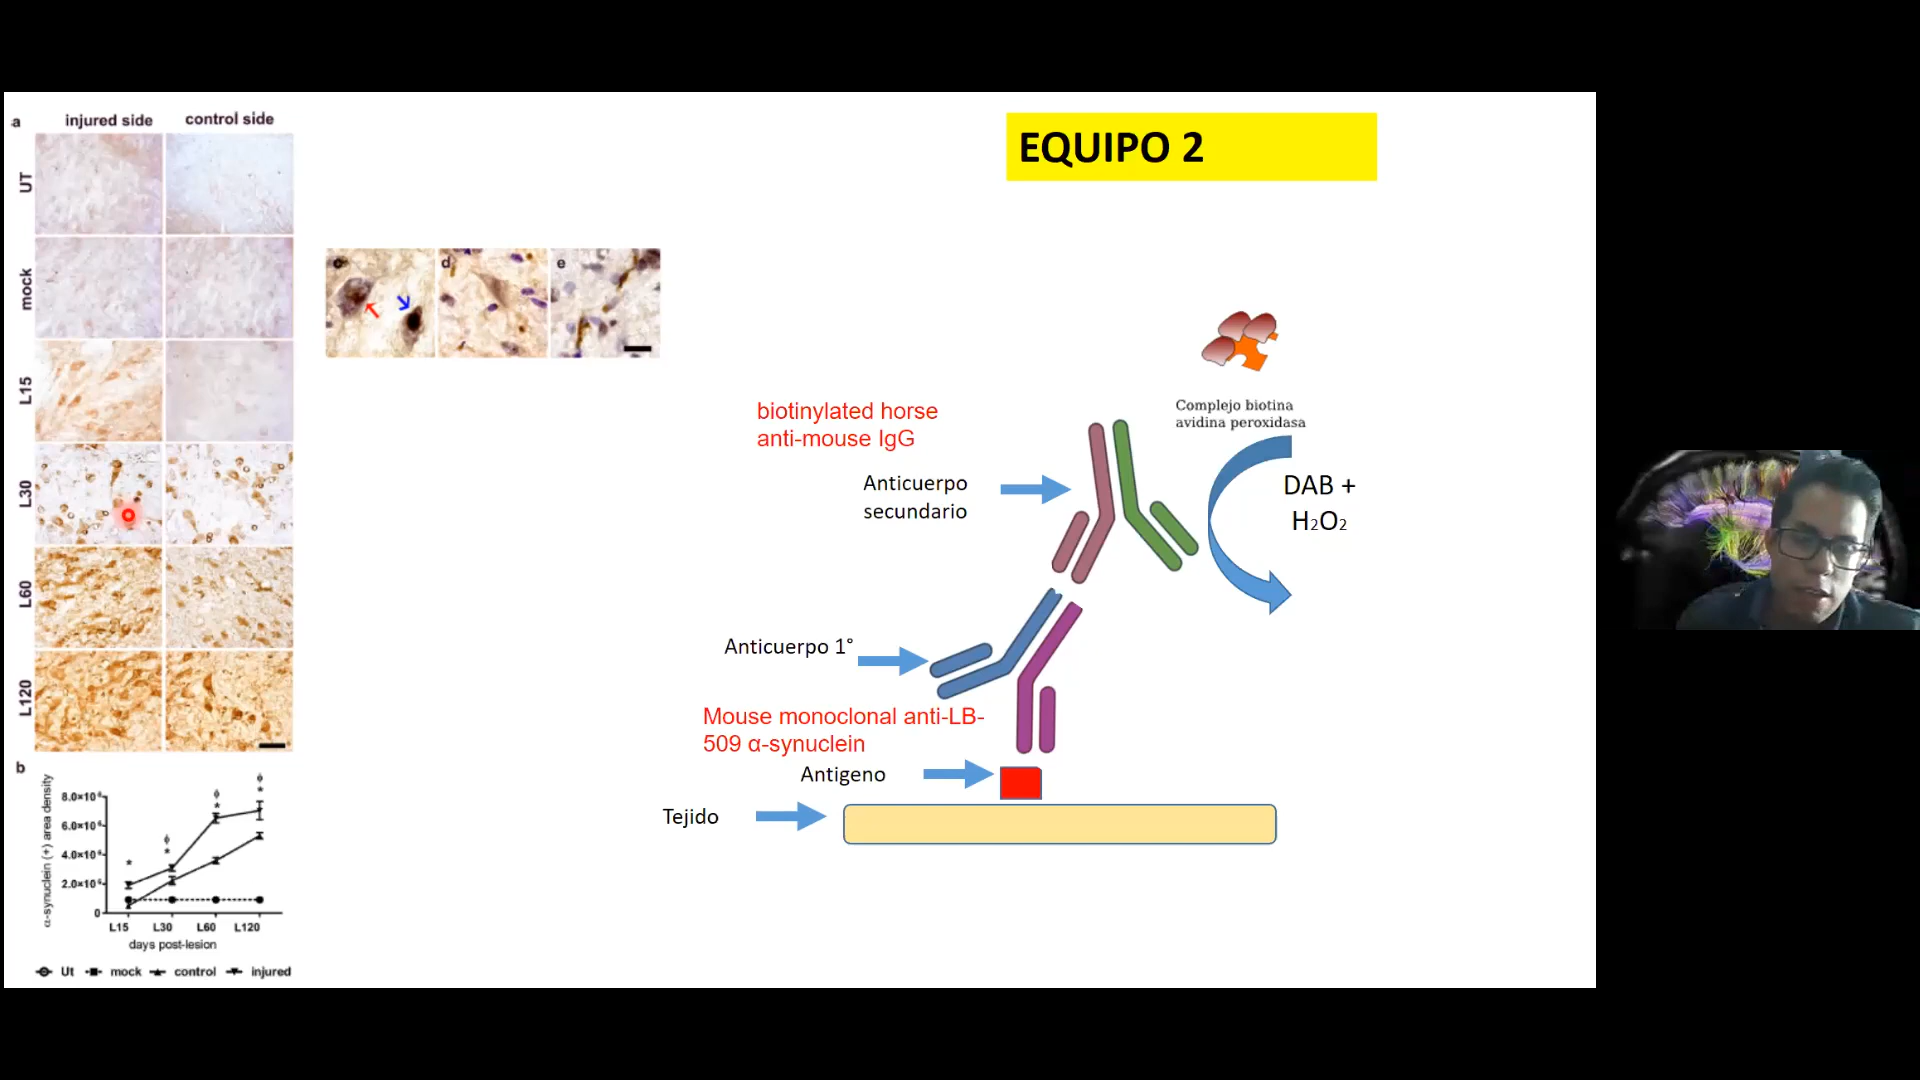 a
injured side
control side
UT
mock
L15
L30
L60
L120
c
d
e
EQUIPO 2
biotinylated horse
anti-mouse IgG
Anticuerpo
secundario
Complejo biotina
avidina peroxidasa
DAB +
H₂O₂
Anticuerpo 1°
Mouse monoclonal anti-LB-
509 α-synuclein
Antigeno
Tejido
b
α-synuclein (+) area density
8.0×10⁶
6.0×10⁶
4.0×10⁶
2.0×10⁶
0
* ϕ * ϕ * ϕ *
L15 L30 L60 L120
days post-lesion
Ut mock control injured